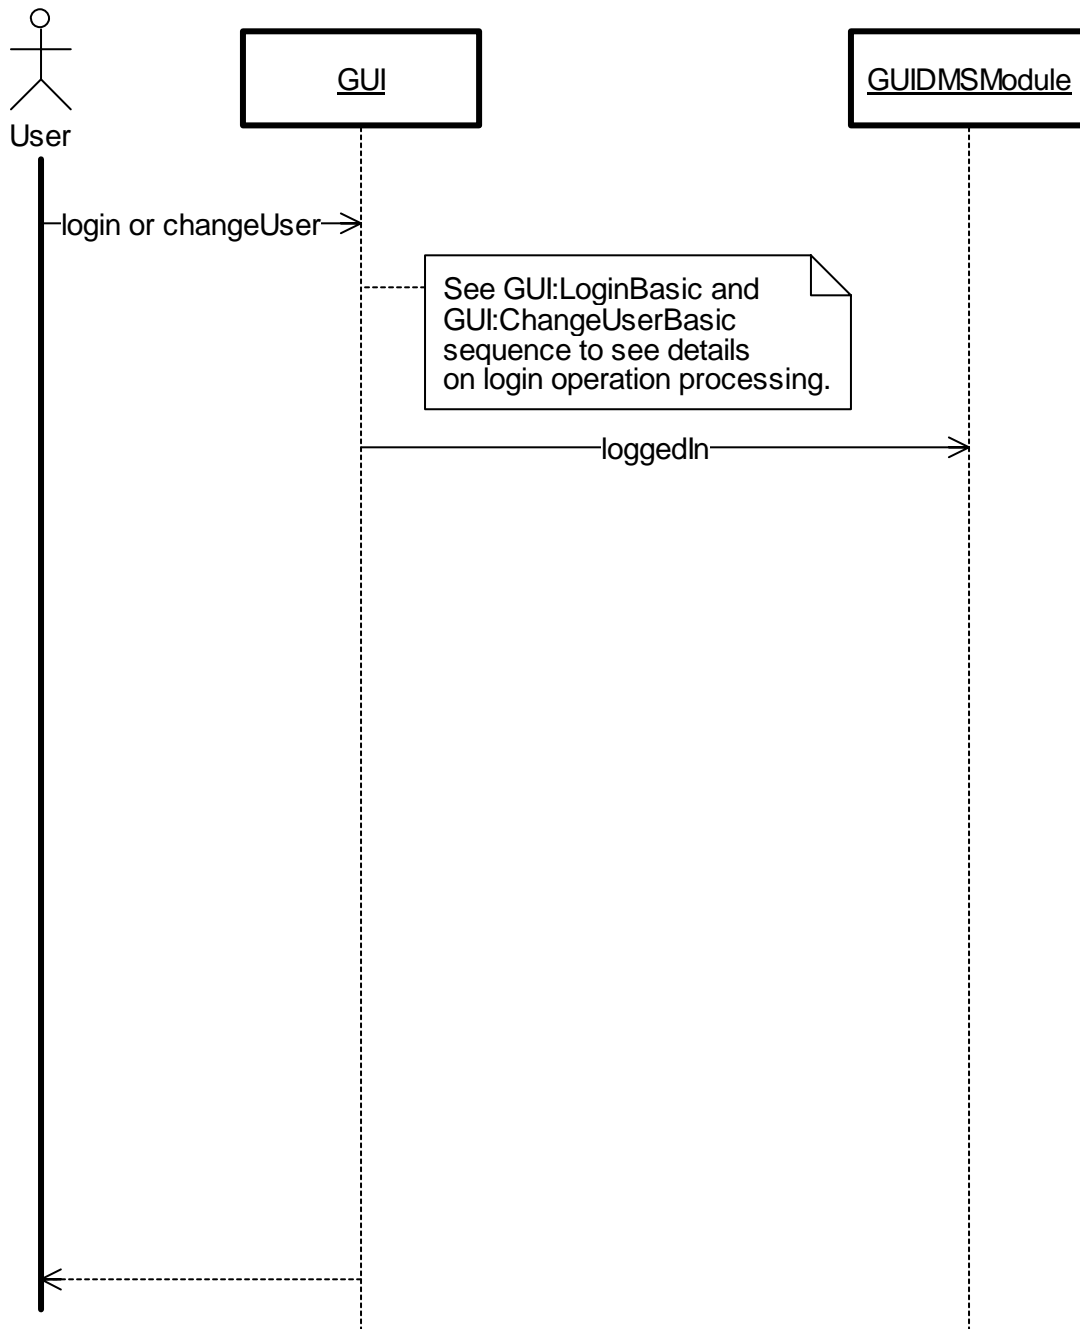 GUI
GUIDMSModule
User
login or changeUser
See GUI:LoginBasic and
GUI:ChangeUserBasic
sequence to see details
on login operation processing.
loggedIn